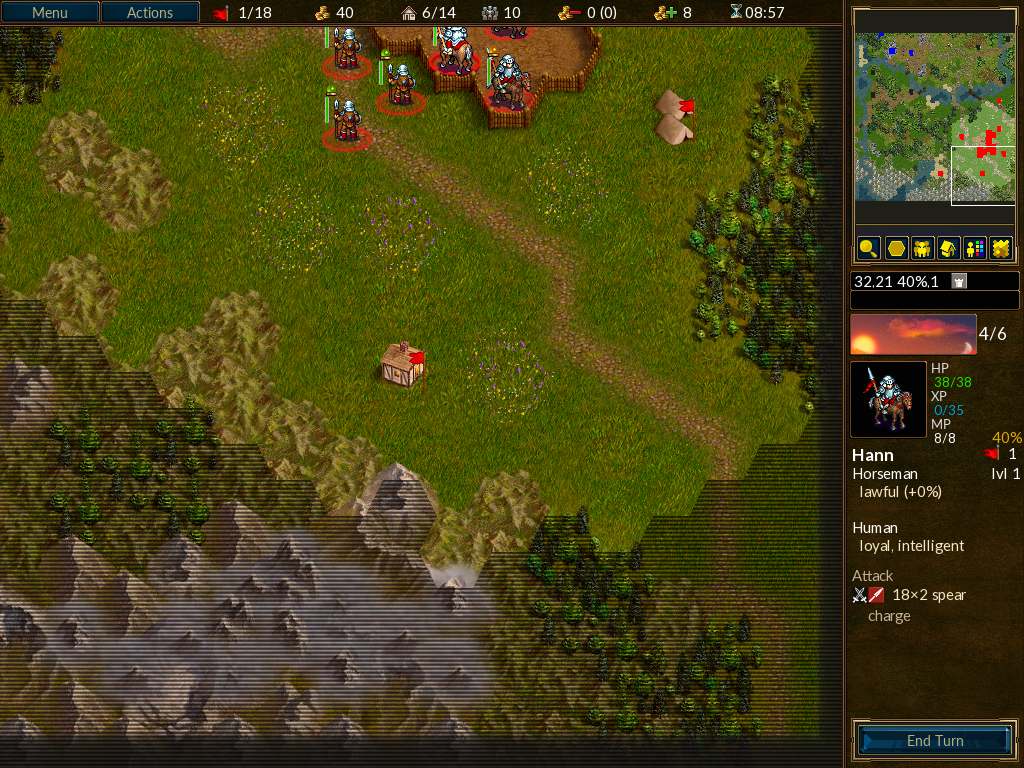 Menu
Actions
1/18
40
6/14
10
0 (0)
8
08:57
32,21 40%,1
4/6
HP
38/38
XP
0/35
MP
8/8
40%
Hann
1
Horseman
lvl 1
lawful (+0%)
Human
loyal, intelligent
Attack
18×2 spear
charge
End Turn